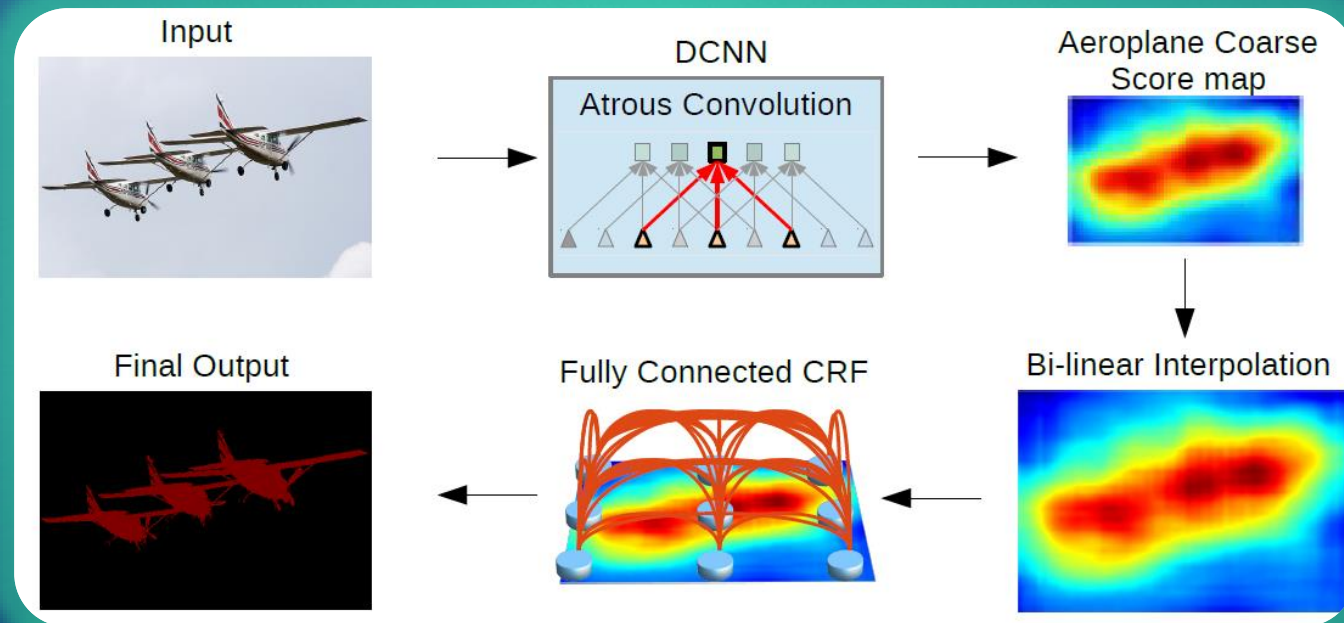 Input
DCNN
Atrous Convolution
Aeroplane Coarse
Score map
Final Output
Fully Connected CRF
Bi-linear Interpolation